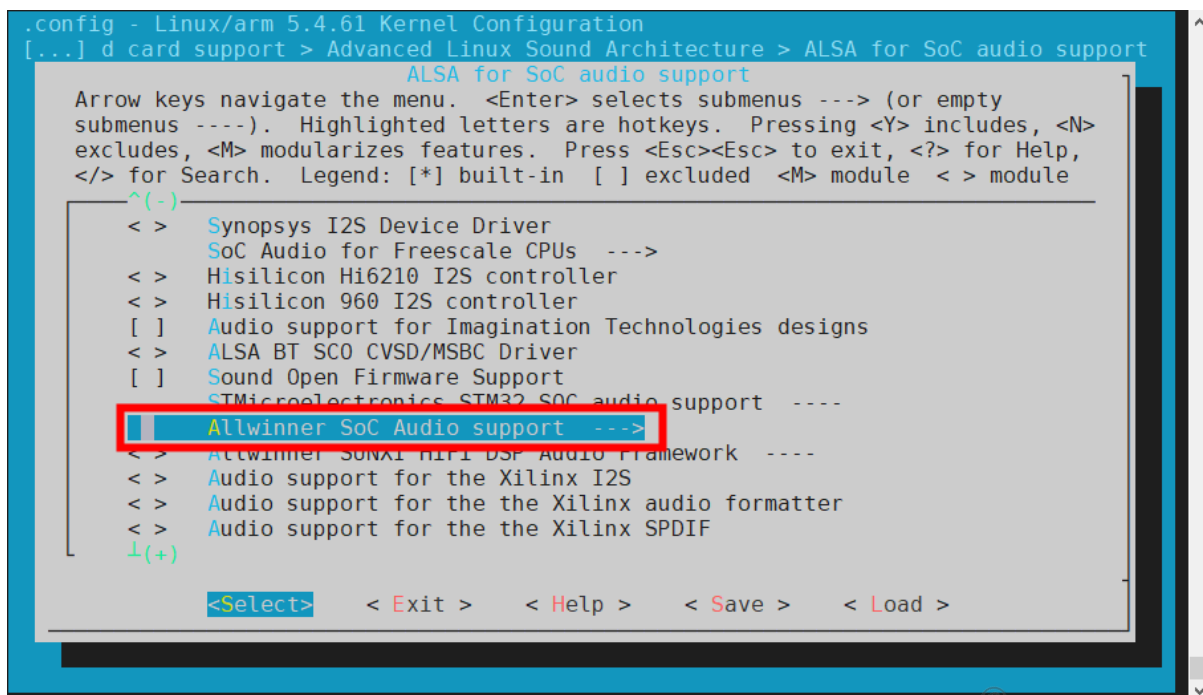 .config - Linux/arm 5.4.61 Kernel Configuration
[...] d card support > Advanced Linux Sound Architecture > ALSA for SoC audio support
ALSA for SoC audio support
Arrow keys navigate the menu.  <Enter> selects submenus ---> (or empty
submenus ----).  Highlighted letters are hotkeys.  Pressing <Y> includes, <N>
excludes, <M> modularizes features.  Press <Esc><Esc> to exit, <?> for Help,
</> for Search.  Legend: [*] built-in  [ ] excluded  <M> module  < > module
^(-)
< >   Synopsys I2S Device Driver
SoC Audio for Freescale CPUs  --->
< >   Hisilicon Hi6210 I2S controller
< >   Hisilicon 960 I2S controller
[ ]   Audio support for Imagination Technologies designs
< >   ALSA BT SCO CVSD/MSBC Driver
[ ]   Sound Open Firmware Support
STMicroelectronics STM32 SOC audio support  ----
Allwinner SoC Audio support  --->
< >   Allwinner SUNXI HIFI DSP Audio Framework  ----
< >   Audio support for the Xilinx I2S
< >   Audio support for the the Xilinx audio formatter
< >   Audio support for the the Xilinx SPDIF
┴(+)
<Select>    < Exit >    < Help >    < Save >    < Load >